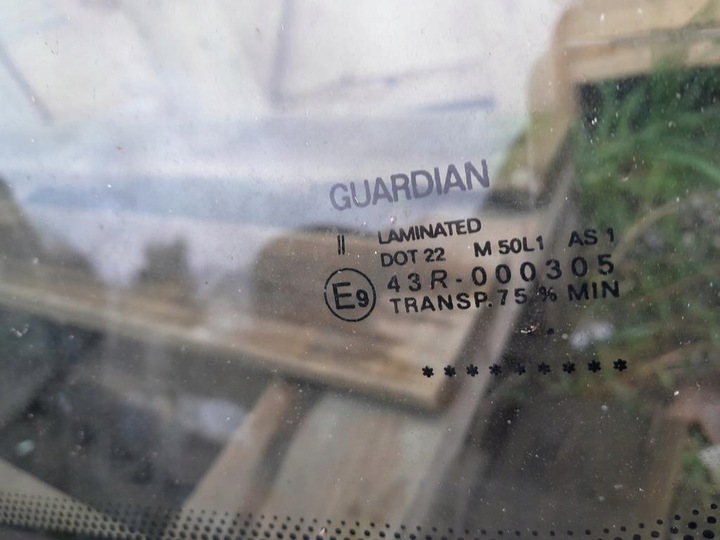 GUARDIAN
II LAMINATED
DOT 22 M 50L1 AS 1
E9 43R-000305
TRANSP. 75 % MIN
* * * * * * * * *